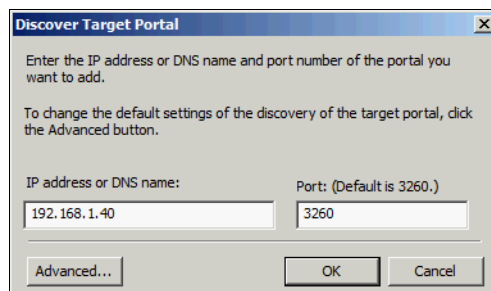 Discover Target Portal
Enter the IP address or DNS name and port number of the portal you
want to add.
To change the default settings of the discovery of the target portal, click
the Advanced button.
IP address or DNS name: Port: (Default is 3260.)
192.168.1.40 3260
Advanced... OK Cancel